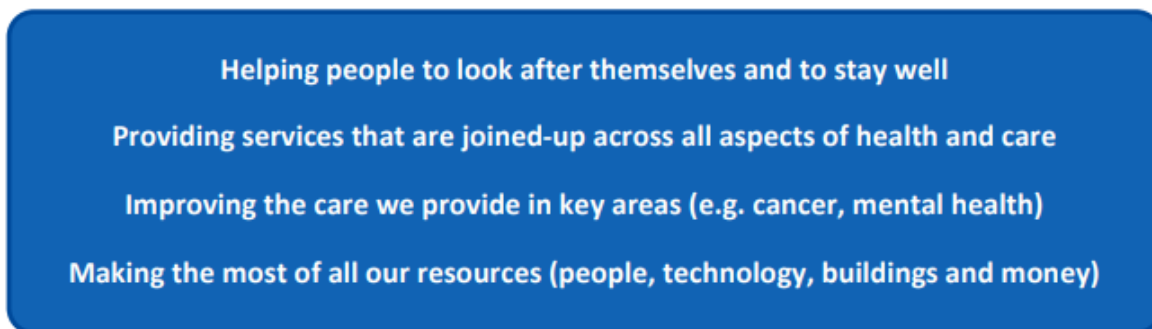 Helping people to look after themselves and to stay well
Providing services that are joined-up across all aspects of health and care
Improving the care we provide in key areas (e.g. cancer, mental health)
Making the most of all our resources (people, technology, buildings and money)